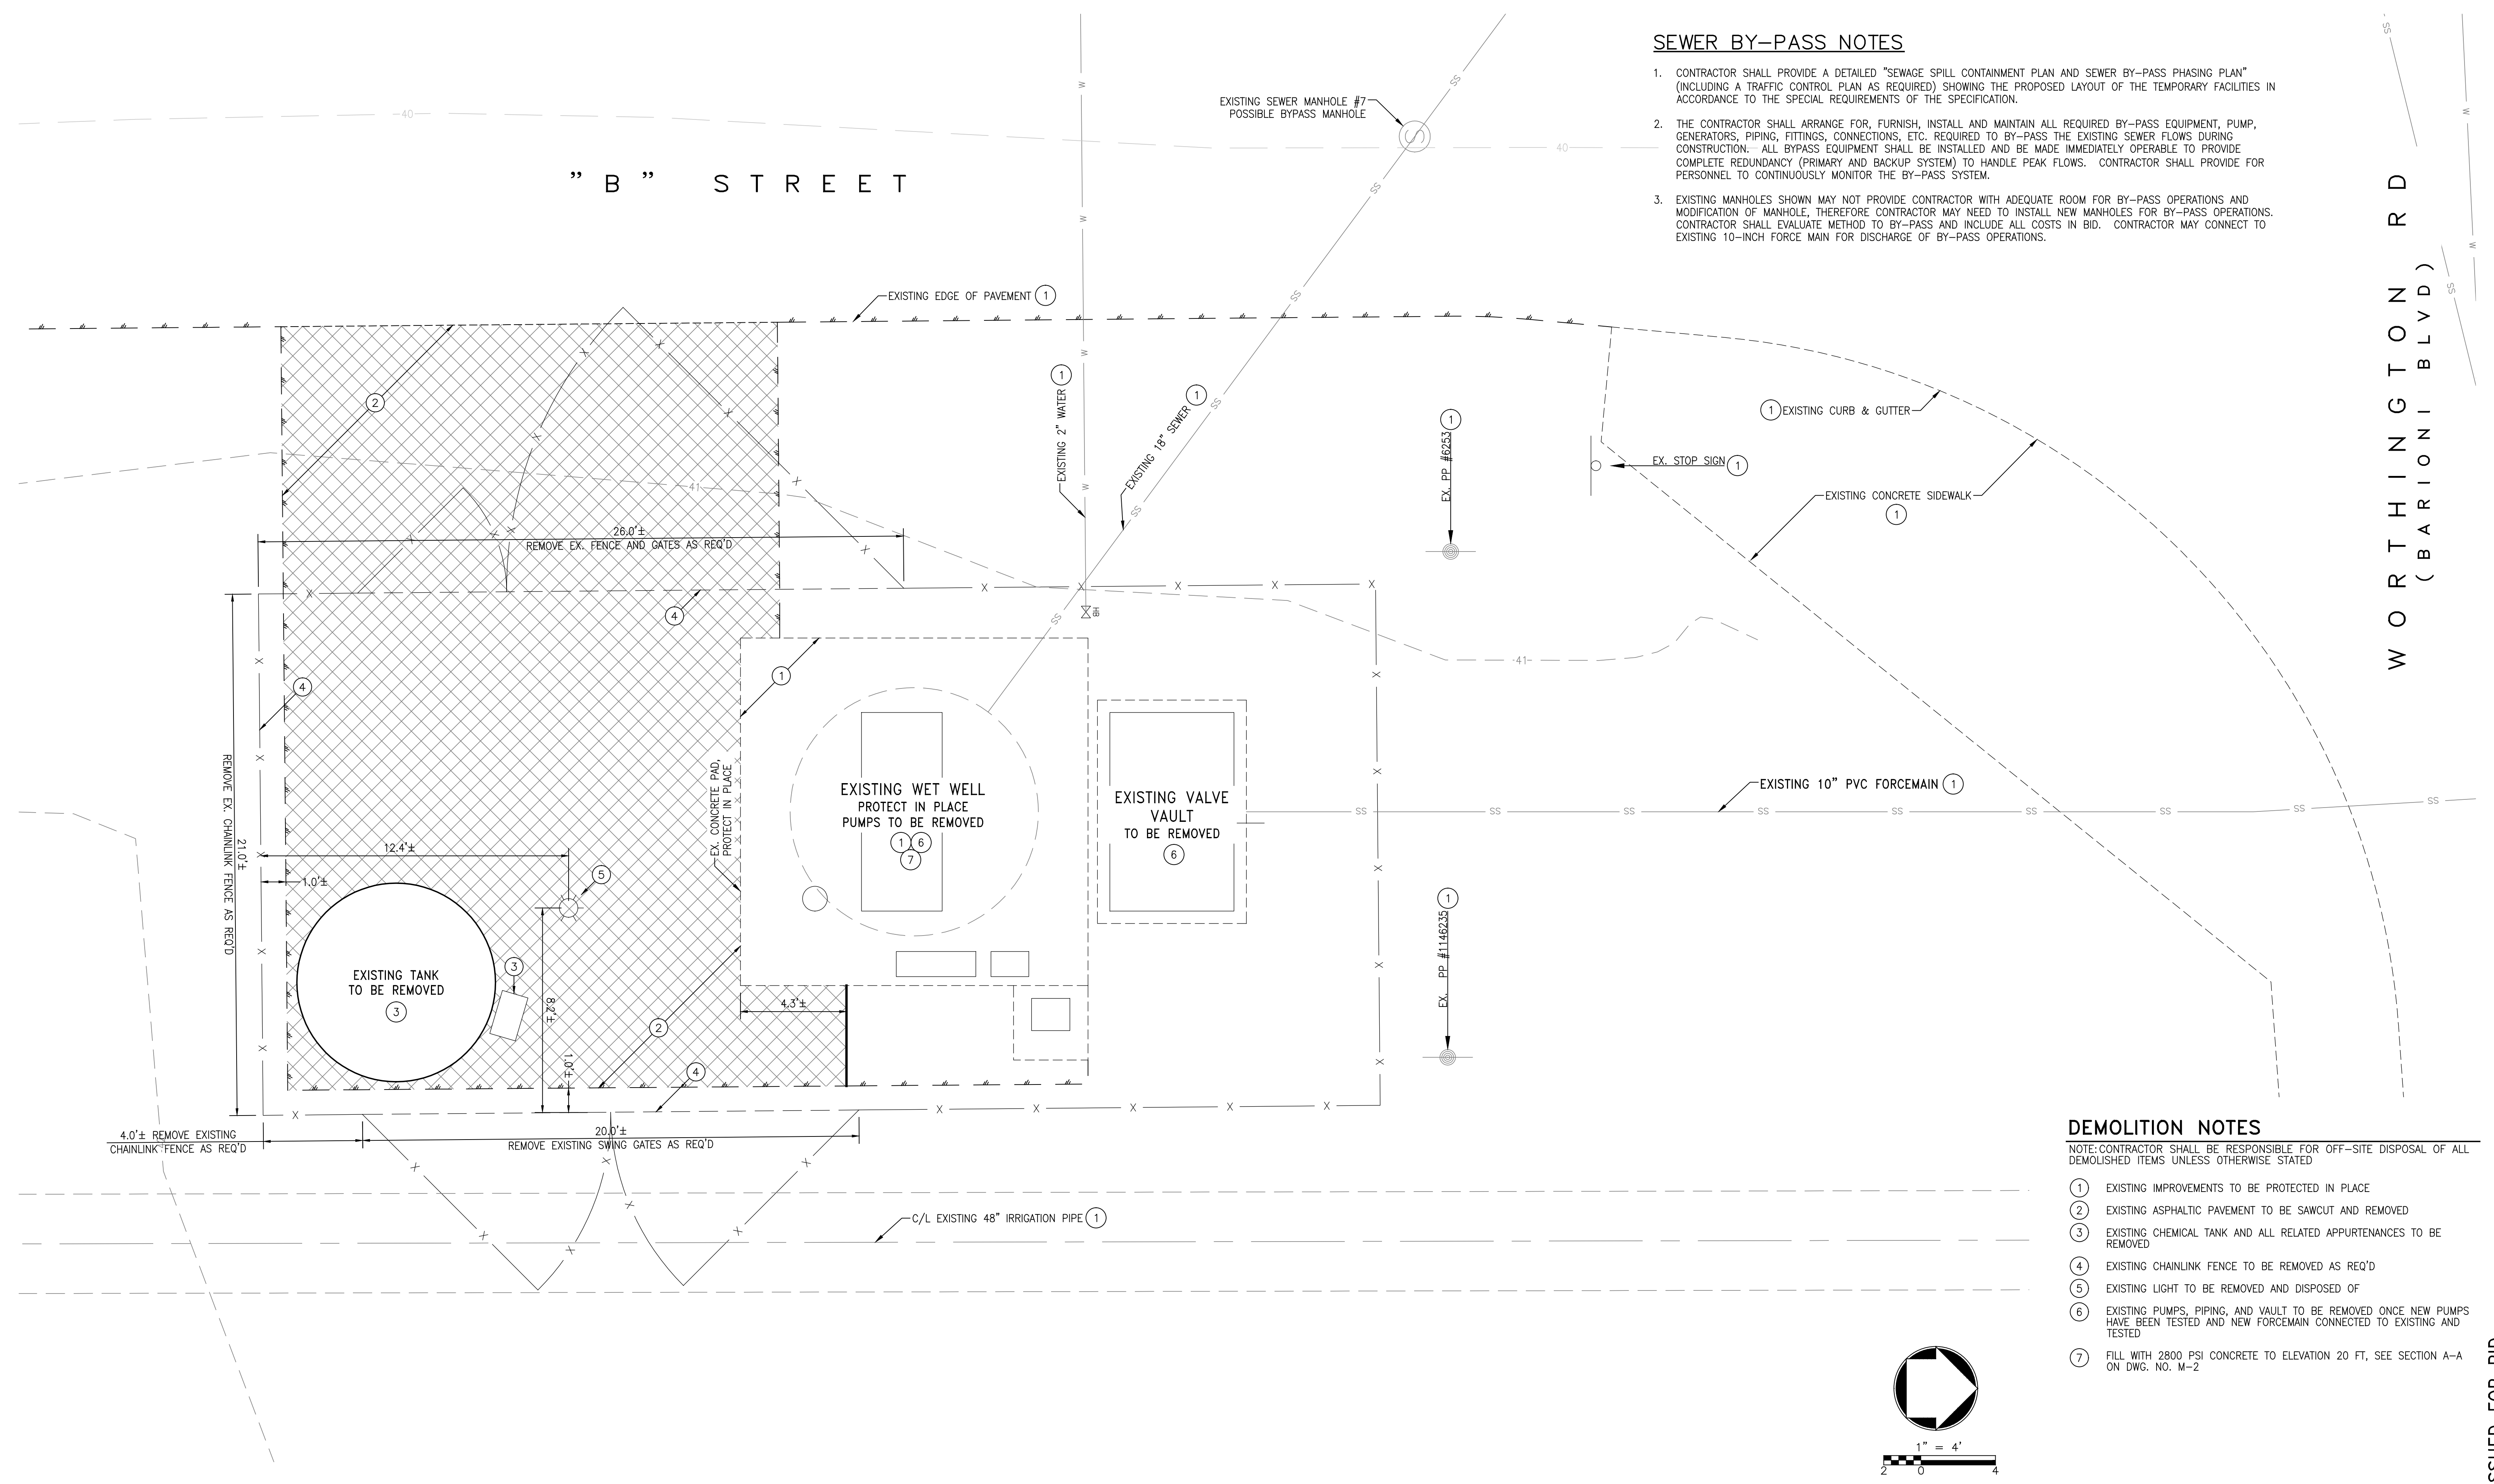 SEWER BY-PASS NOTES
1. CONTRACTOR SHALL PROVIDE A DETAILED "SEWAGE SPILL CONTAINMENT PLAN AND SEWER BY-PASS PHASING PLAN"
(INCLUDING A TRAFFIC CONTROL PLAN AS REQUIRED) SHOWING THE PROPOSED LAYOUT OF THE TEMPORARY FACILITIES IN
ACCORDANCE TO THE SPECIAL REQUIREMENTS OF THE SPECIFICATION.
2. THE CONTRACTOR SHALL ARRANGE FOR, FURNISH, INSTALL AND MAINTAIN ALL REQUIRED BY-PASS EQUIPMENT, PUMP,
GENERATORS, PIPING, FITTINGS, CONNECTIONS, ETC. REQUIRED TO BY-PASS THE EXISTING SEWER FLOWS DURING
CONSTRUCTION. ALL BYPASS EQUIPMENT SHALL BE INSTALLED AND BE MADE IMMEDIATELY OPERABLE TO PROVIDE
COMPLETE REDUNDANCY (PRIMARY AND BACKUP SYSTEM) TO HANDLE PEAK FLOWS. CONTRACTOR SHALL PROVIDE FOR
PERSONNEL TO CONTINUOUSLY MONITOR THE BY-PASS SYSTEM.
3. EXISTING MANHOLES SHOWN MAY NOT PROVIDE CONTRACTOR WITH ADEQUATE ROOM FOR BY-PASS OPERATIONS AND
MODIFICATION OF MANHOLE, THEREFORE CONTRACTOR MAY NEED TO INSTALL NEW MANHOLES FOR BY-PASS OPERATIONS.
CONTRACTOR SHALL EVALUATE METHOD TO BY-PASS AND INCLUDE ALL COSTS IN BID. CONTRACTOR MAY CONNECT TO
EXISTING 10-INCH FORCE MAIN FOR DISCHARGE OF BY-PASS OPERATIONS.
EXISTING SEWER MANHOLE #7
POSSIBLE BYPASS MANHOLE
S
40
40
"B" STREET
WORTHINGTON RD
(BARIONI BLVD)
EXISTING EDGE OF PAVEMENT 1
2
EXISTING 2" WATER 1
EXISTING 18" SEWER 1
EX. PP #6253 1
1 EXISTING CURB & GUTTER
EX. STOP SIGN 1
EXISTING CONCRETE SIDEWALK
1
41
26.0'±
REMOVE EX. FENCE AND GATES AS REQ'D
4
HB
41
1
4
REMOVE EX. CHAINLINK FENCE AS REQ'D
21.0'±
EX. CONCRETE PAD,
PROTECT IN PLACE
EXISTING WET WELL
PROTECT IN PLACE
PUMPS TO BE REMOVED
1 6
7
EXISTING VALVE
VAULT
TO BE REMOVED
6
EXISTING 10" PVC FORCEMAIN 1
12.4'±
1.0'±
5
EXISTING TANK
TO BE REMOVED
3
3
8.2'±
4.3'±
2
1.0'±
4
EX. PP #1146235 1
4.0'± REMOVE EXISTING
CHAINLINK FENCE AS REQ'D
20.0'±
REMOVE EXISTING SWING GATES AS REQ'D
C/L EXISTING 48" IRRIGATION PIPE 1
DEMOLITION NOTES
NOTE: CONTRACTOR SHALL BE RESPONSIBLE FOR OFF-SITE DISPOSAL OF ALL
DEMOLISHED ITEMS UNLESS OTHERWISE STATED
1 EXISTING IMPROVEMENTS TO BE PROTECTED IN PLACE
2 EXISTING ASPHALTIC PAVEMENT TO BE SAWCUT AND REMOVED
3 EXISTING CHEMICAL TANK AND ALL RELATED APPURTENANCES TO BE
REMOVED
4 EXISTING CHAINLINK FENCE TO BE REMOVED AS REQ'D
5 EXISTING LIGHT TO BE REMOVED AND DISPOSED OF
6 EXISTING PUMPS, PIPING, AND VAULT TO BE REMOVED ONCE NEW PUMPS
HAVE BEEN TESTED AND NEW FORCEMAIN CONNECTED TO EXISTING AND
TESTED
7 FILL WITH 2800 PSI CONCRETE TO ELEVATION 20 FT, SEE SECTION A-A
ON DWG. NO. M-2
1" = 4'
2 0 4